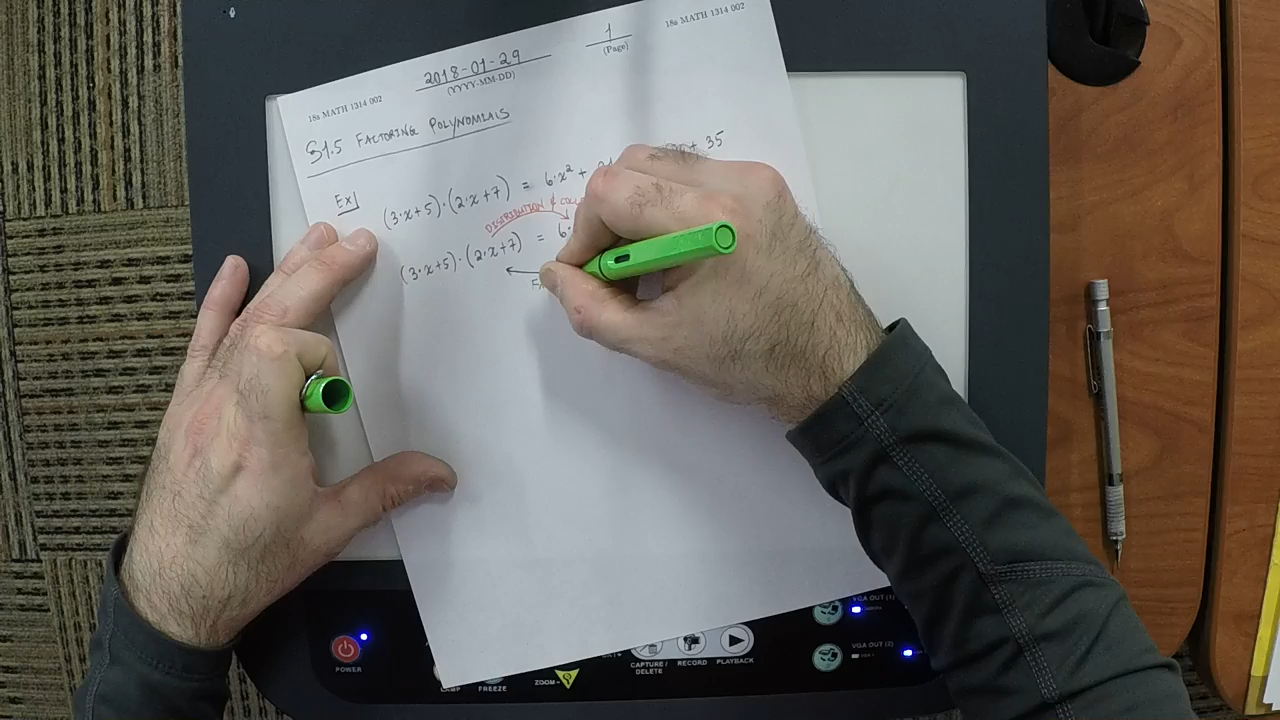 18s MATH 1314 002
2018-01-29
(YYYY-MM-DD)
1
(Page)
18s MATH 1314 002
§1.5 FACTORING POLYNOMIALS
Ex
(3·x+5)·(2·x+7) = 6·x² + + 35
DISTRIBUTION &
(3·x+5)·(2·x+7) = 6·
POWER
FREEZE
ZOOM-
CAPTURE / DELETE
RECORD
PLAYBACK
VGA OUT (1)
VGA OUT (2)